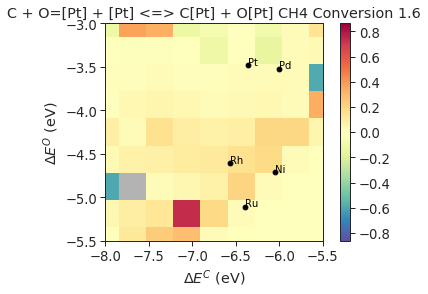 C + O=[Pt] + [Pt] <=> C[Pt] + O[Pt] CH4 Conversion 1.6
−3.0
−3.5
−4.0
−4.5
−5.0
−5.5
ΔE^O (eV)
Pt
Pd
Rh
Ni
Ru
−8.0 −7.5 −7.0 −6.5 −6.0 −5.5
ΔE^C (eV)
0.8
0.6
0.4
0.2
0.0
−0.2
−0.4
−0.6
−0.8